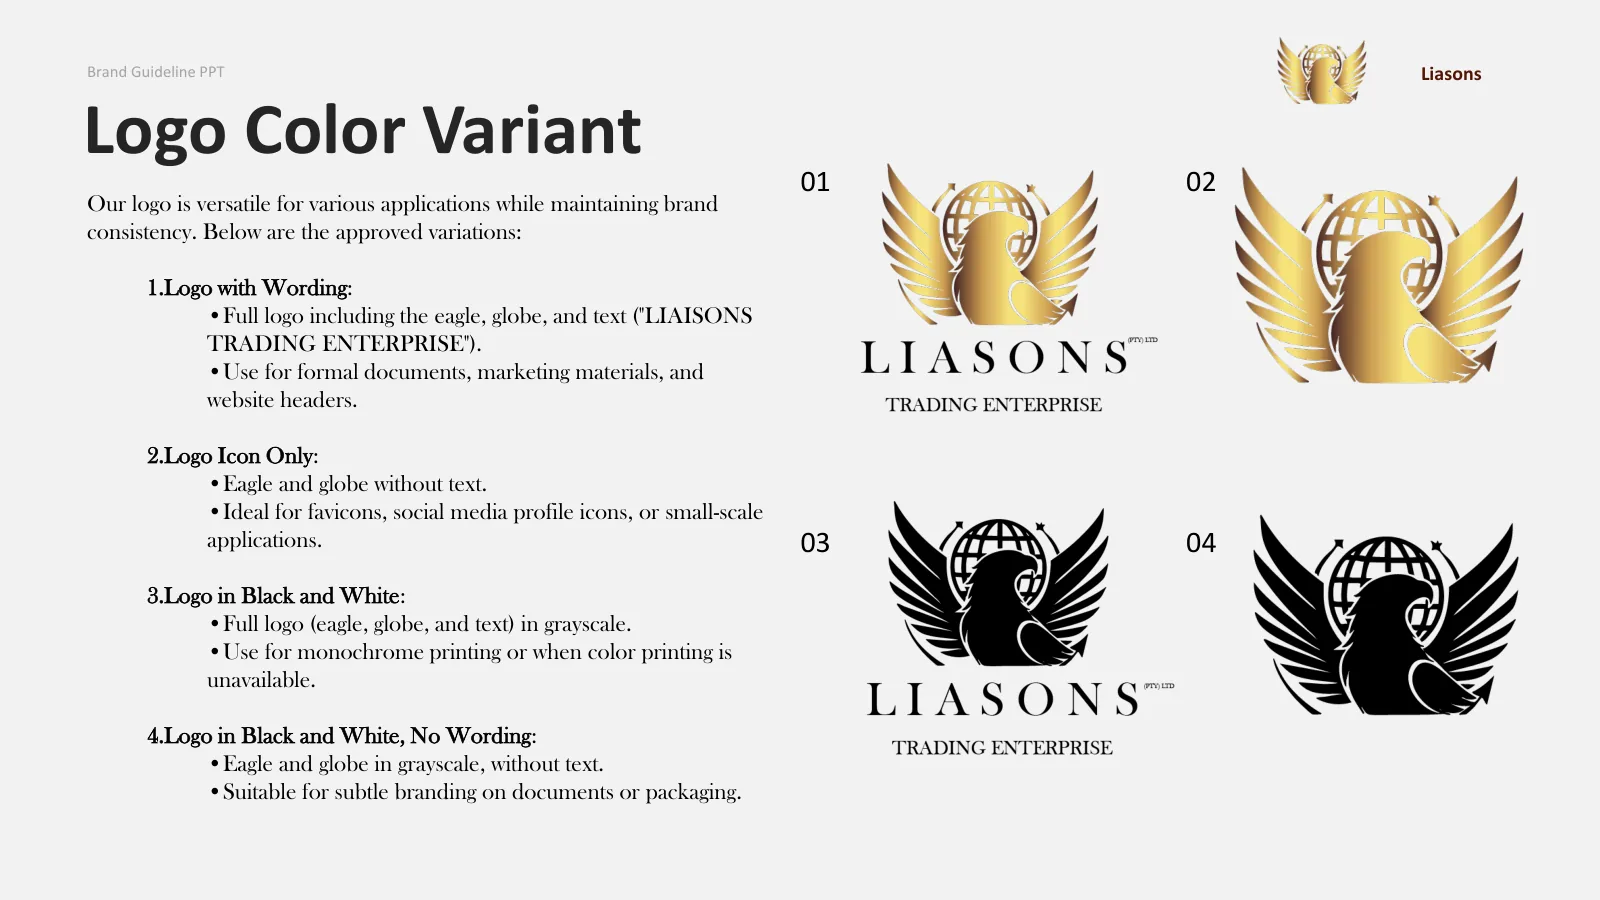 Brand Guideline PPT
Liasons
Logo Color Variant
Our logo is versatile for various applications while maintaining brand
consistency. Below are the approved variations:
1.Logo with Wording:
•Full logo including the eagle, globe, and text ("LIAISONS
TRADING ENTERPRISE").
•Use for formal documents, marketing materials, and
website headers.
2.Logo Icon Only:
•Eagle and globe without text.
•Ideal for favicons, social media profile icons, or small-scale
applications.
3.Logo in Black and White:
•Full logo (eagle, globe, and text) in grayscale.
•Use for monochrome printing or when color printing is
unavailable.
4.Logo in Black and White, No Wording:
•Eagle and globe in grayscale, without text.
•Suitable for subtle branding on documents or packaging.
01
LIASONS (PTY) LTD
TRADING ENTERPRISE
02
03
LIASONS (PTY) LTD
TRADING ENTERPRISE
04